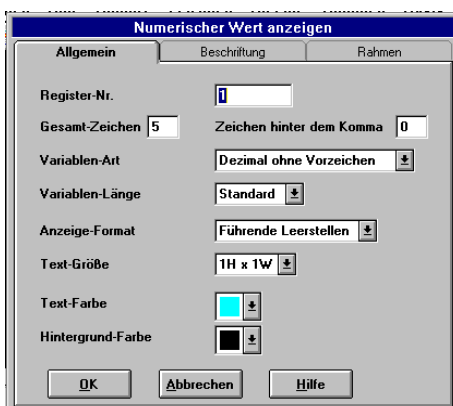 Numerischer Wert anzeigen
Allgemein Beschriftung Rahmen
Register-Nr. 1
Gesamt-Zeichen 5 Zeichen hinter dem Komma 0
Variablen-Art Dezimal ohne Vorzeichen
Variablen-Länge Standard
Anzeige-Format Führende Leerstellen
Text-Größe 1H x 1W
Text-Farbe
Hintergrund-Farbe
OK Abbrechen Hilfe